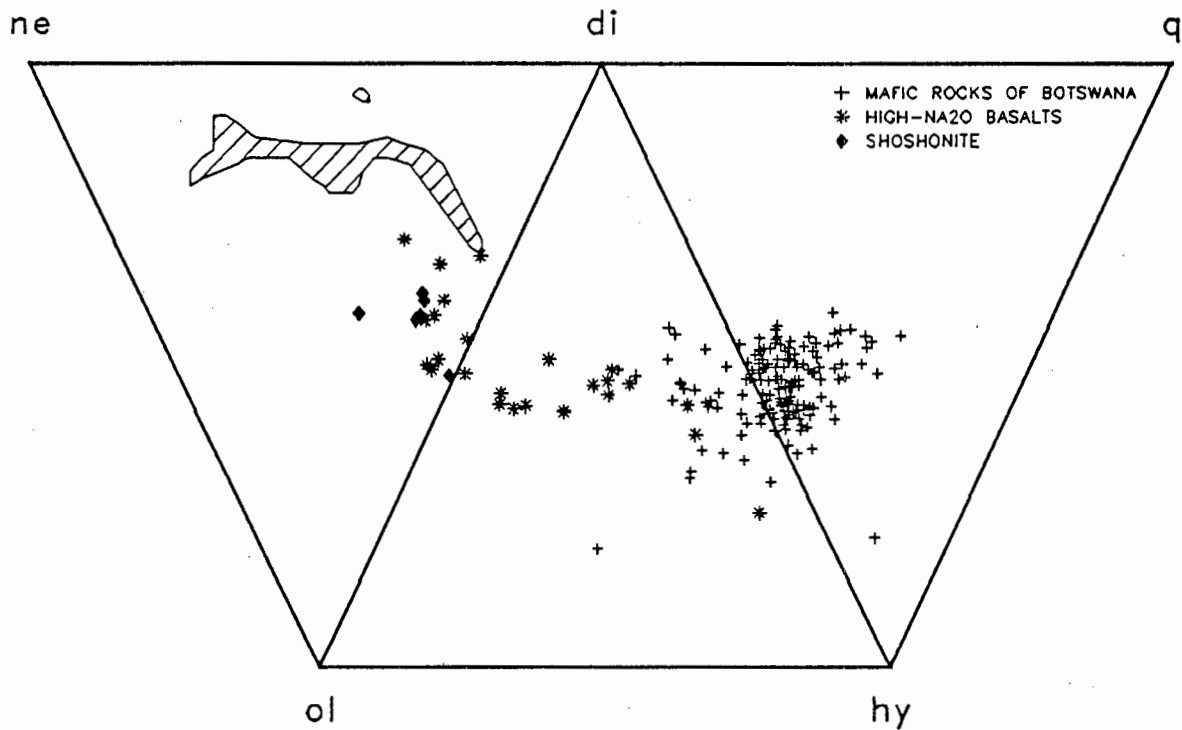 ne di q
+ MAFIC ROCKS OF BOTSWANA
* HIGH-NA2O BASALTS
♦ SHOSHONITE
ol hy